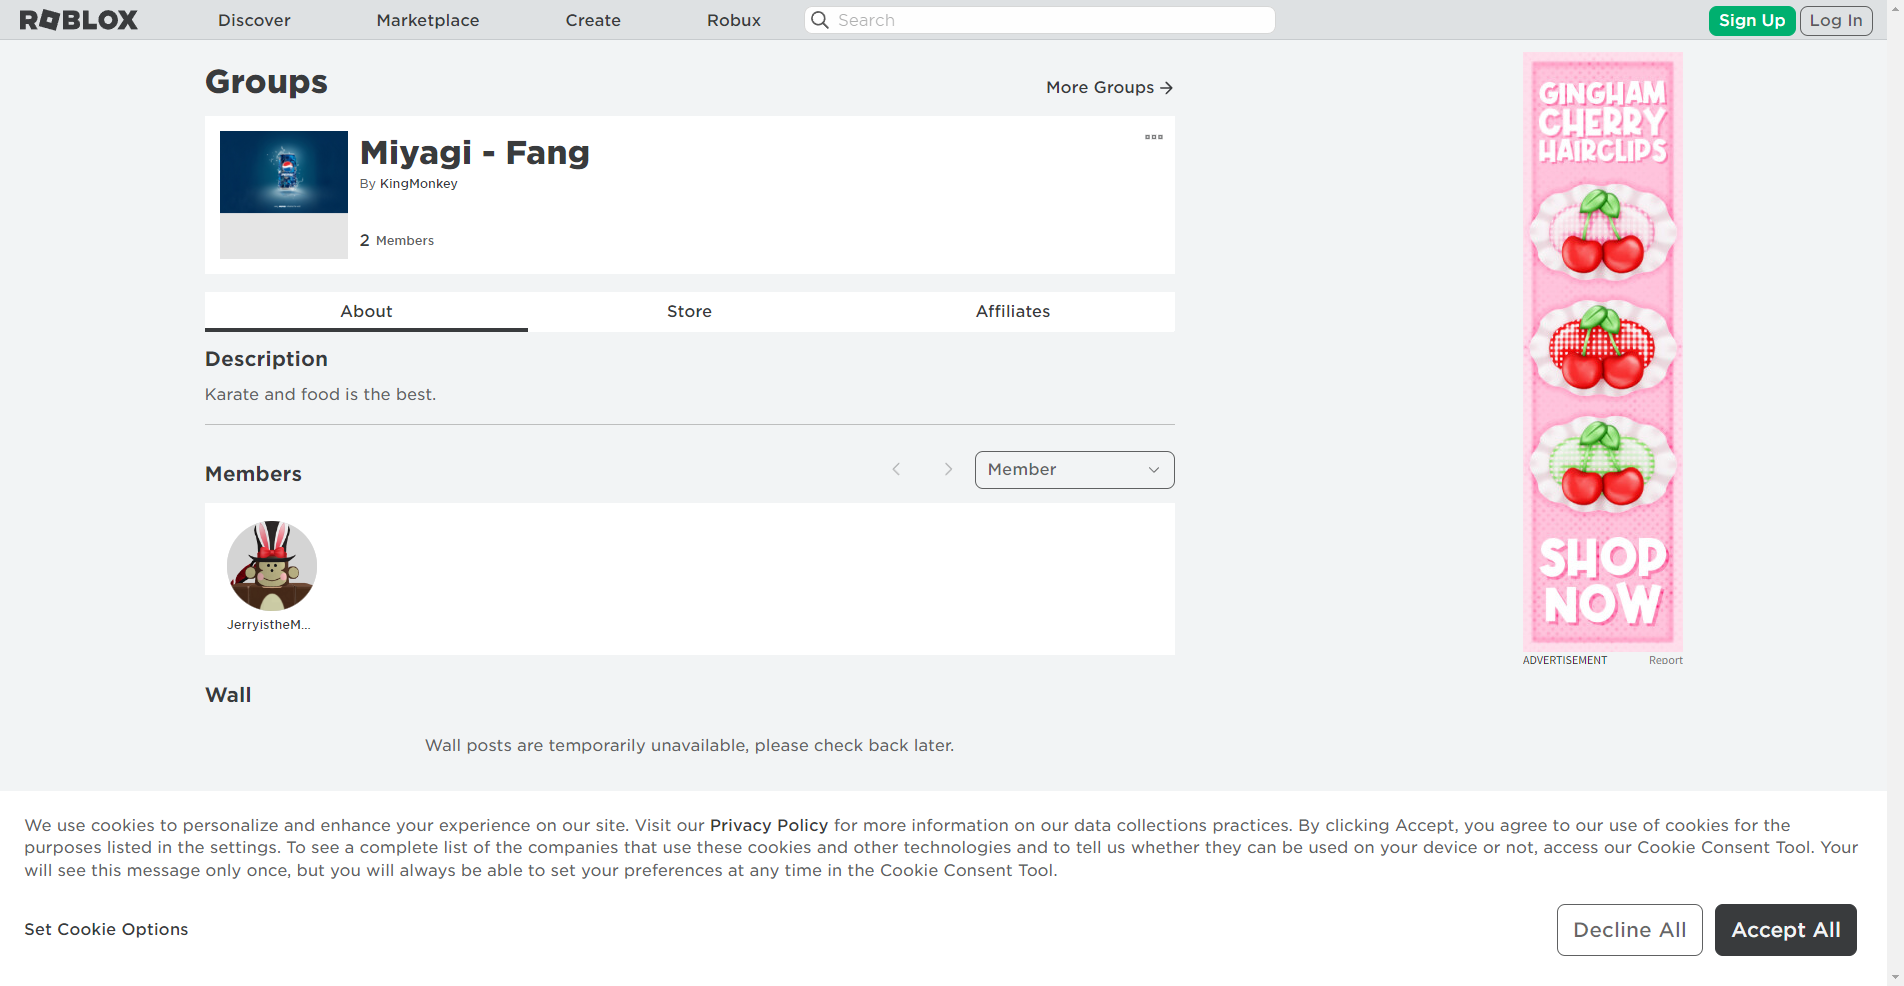 ROBLOX
Discover
Marketplace
Create
Robux
Search
Sign Up
Log In
Groups
More Groups
Miyagi - Fang
By KingMonkey
2 Members
About
Store
Affiliates
Description
Karate and food is the best.
Members
Member
JerryistheM...
Wall
Wall posts are temporarily unavailable, please check back later.
GINGHAM
CHERRY
HAIRCLIPS
SHOP
NOW
ADVERTISEMENT
Report
We use cookies to personalize and enhance your experience on our site. Visit our Privacy Policy for more information on our data collections practices. By clicking Accept, you agree to our use of cookies for the
purposes listed in the settings. To see a complete list of the companies that use these cookies and other technologies and to tell us whether they can be used on your device or not, access our Cookie Consent Tool. Your
will see this message only once, but you will always be able to set your preferences at any time in the Cookie Consent Tool.
Set Cookie Options
Decline All
Accept All